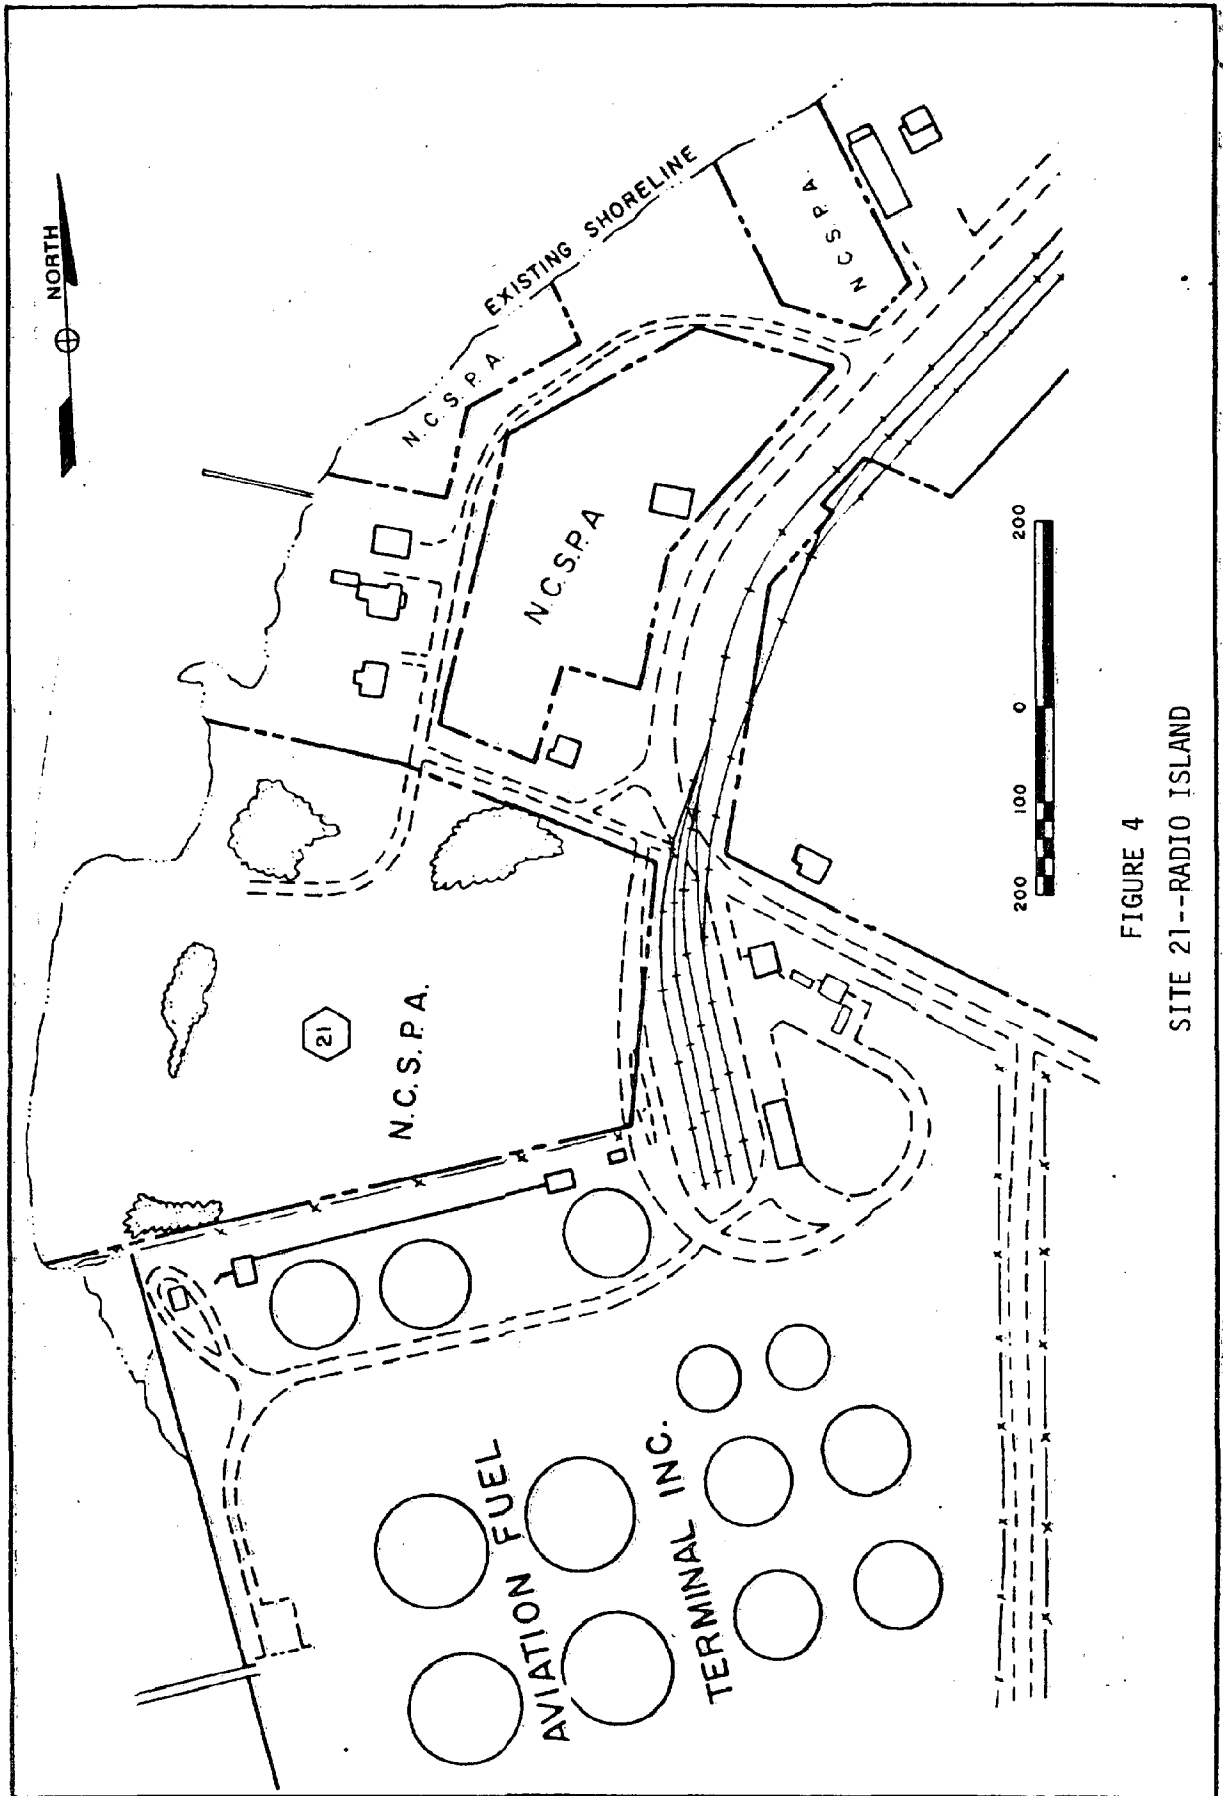 NORTH
EXISTING SHORELINE
N.C.S.P.A.
N.C.S.P.A.
N.C.S.P.A
N.C.S.P.A.
21
AVIATION FUEL
TERMINAL INC.
200 100 0 200
FIGURE 4
SITE 21--RADIO ISLAND